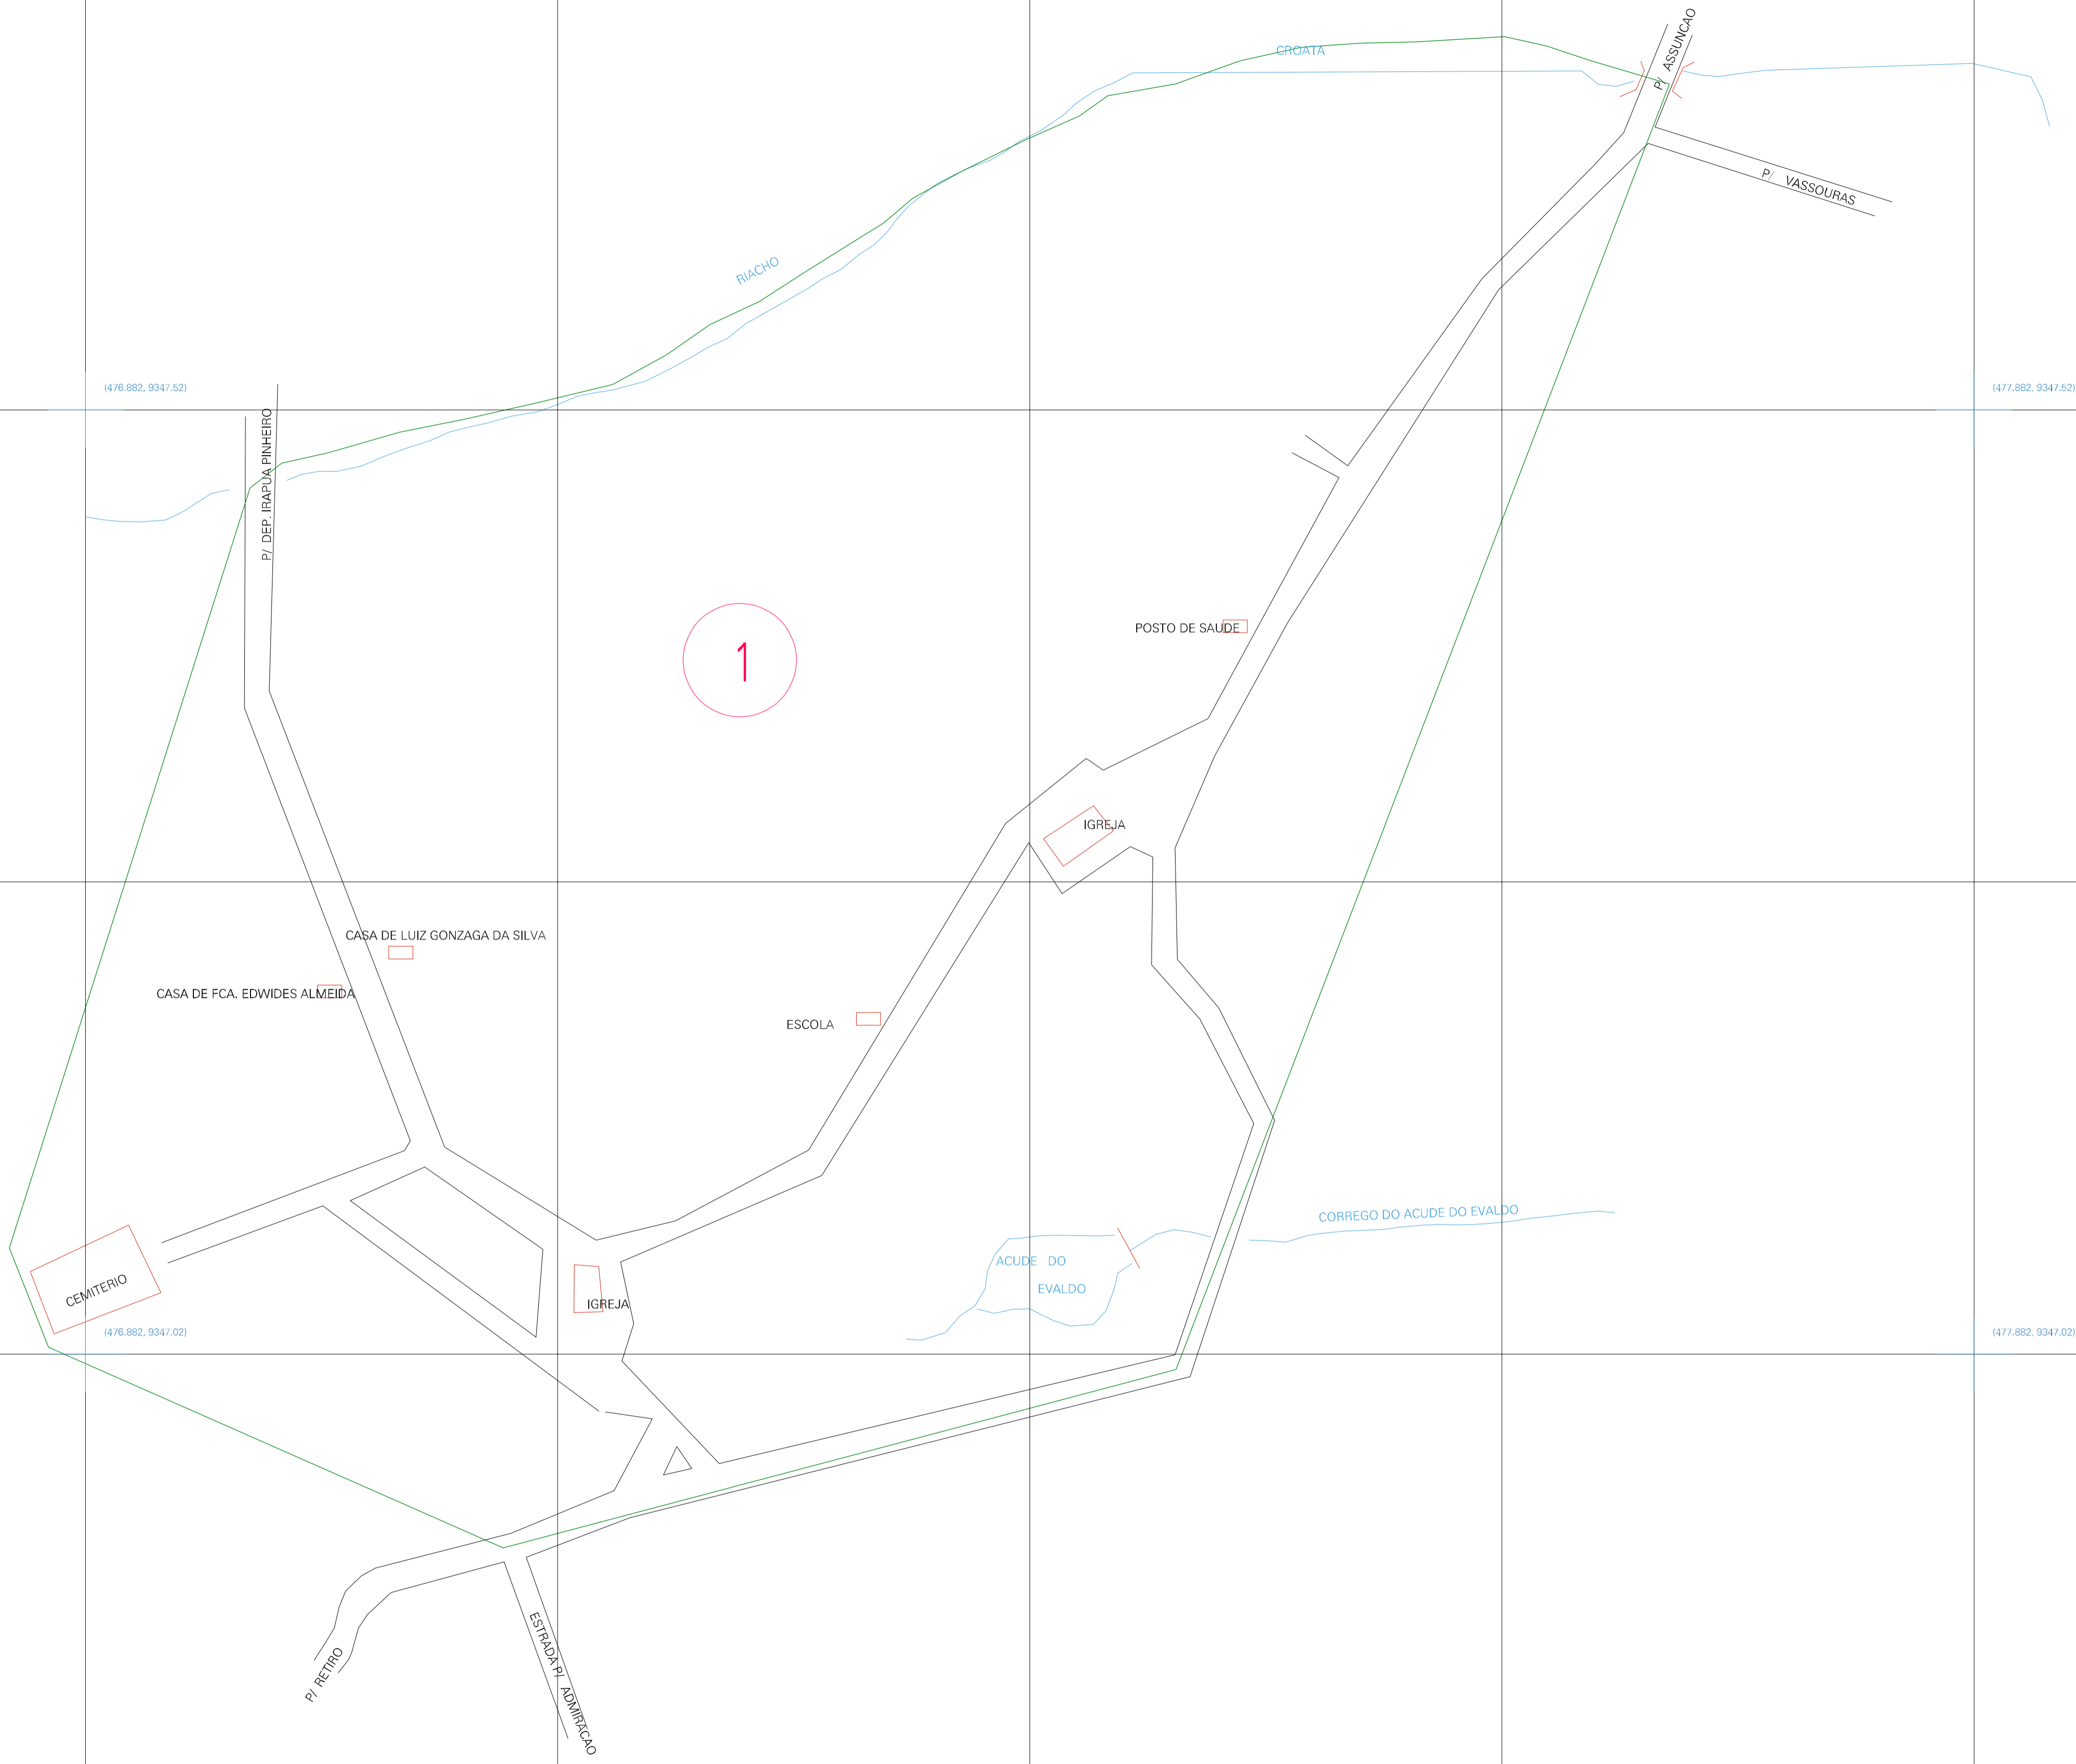 P/ ASSUNCAO
CROATA
P/ VASSOURAS
RIACHO
(476.882, 9347.52)
(477.882, 9347.52)
P/ DEP. IRAPUA PINHEIRO
1
POSTO DE SAUDE
IGREJA
CASA DE LUIZ GONZAGA DA SILVA
CASA DE FCA. EDWIDES ALMEIDA
ESCOLA
CORREGO DO ACUDE DO EVALDO
ACUDE DO
EVALDO
CEMITERIO
IGREJA
(476.882, 9347.02)
(477.882, 9347.02)
P/ RETIRO
ESTRADA P/ ADMIRACAO